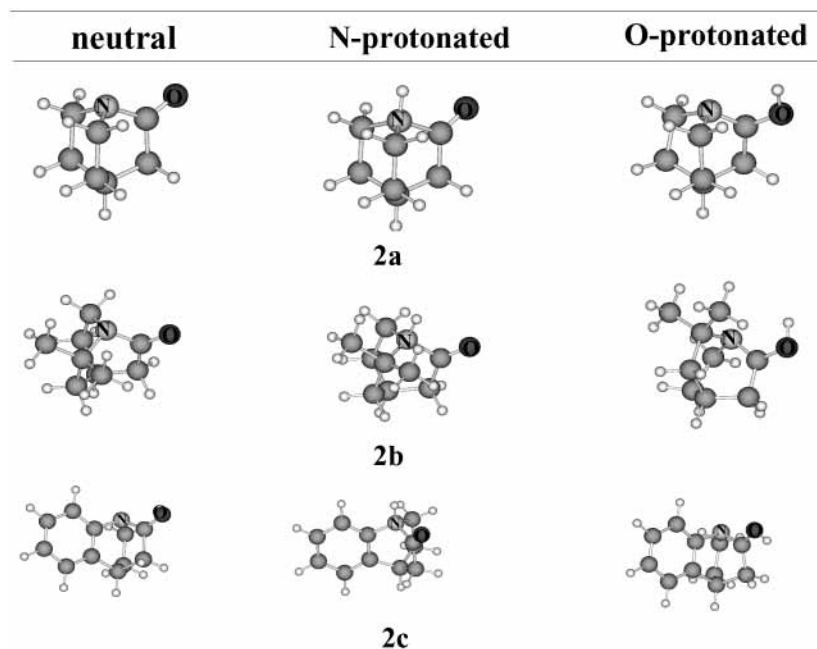 neutral N-protonated O-protonated
N O N O N O
2a
N O N O N O
2b
N N O N
2c